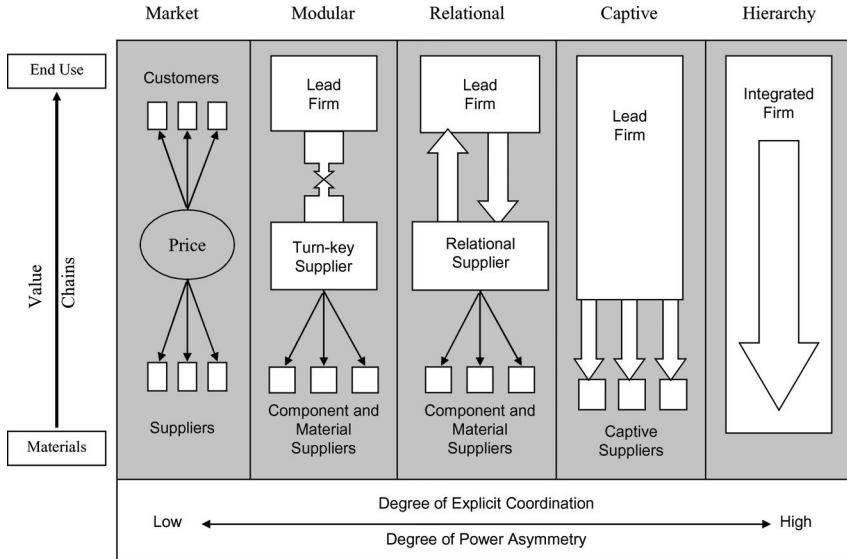 Market
Modular
Relational
Captive
Hierarchy
End Use
Value
Chains
Materials
Customers
Price
Suppliers
Lead
Firm
Turn-key
Supplier
Component and
Material
Suppliers
Lead
Firm
Relational
Supplier
Component and
Material
Suppliers
Lead
Firm
Captive
Suppliers
Integrated
Firm
Degree of Explicit Coordination
Low
High
Degree of Power Asymmetry